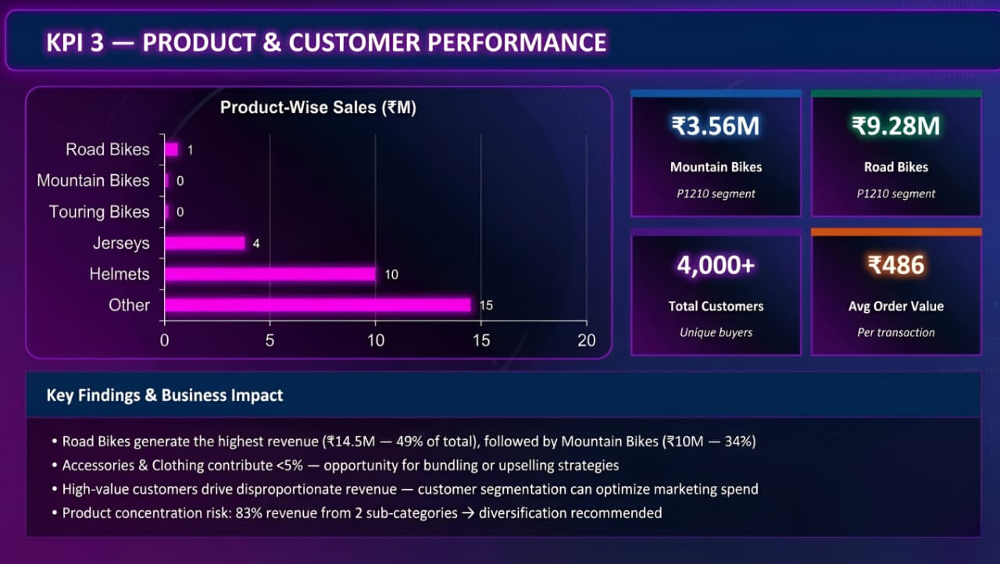 KPI 3 — PRODUCT & CUSTOMER PERFORMANCE
Product-Wise Sales (₹M)
Road Bikes 1
Mountain Bikes 0
Touring Bikes 0
Jerseys 4
Helmets 10
Other 15
0 5 10 15 20
₹3.56M
Mountain Bikes
P1210 segment
₹9.28M
Road Bikes
P1210 segment
4,000+
Total Customers
Unique buyers
₹486
Avg Order Value
Per transaction
Key Findings & Business Impact
• Road Bikes generate the highest revenue (₹14.5M — 49% of total), followed by Mountain Bikes (₹10M — 34%)
• Accessories & Clothing contribute <5% — opportunity for bundling or upselling strategies
• High-value customers drive disproportionate revenue — customer segmentation can optimize marketing spend
• Product concentration risk: 83% revenue from 2 sub-categories → diversification recommended